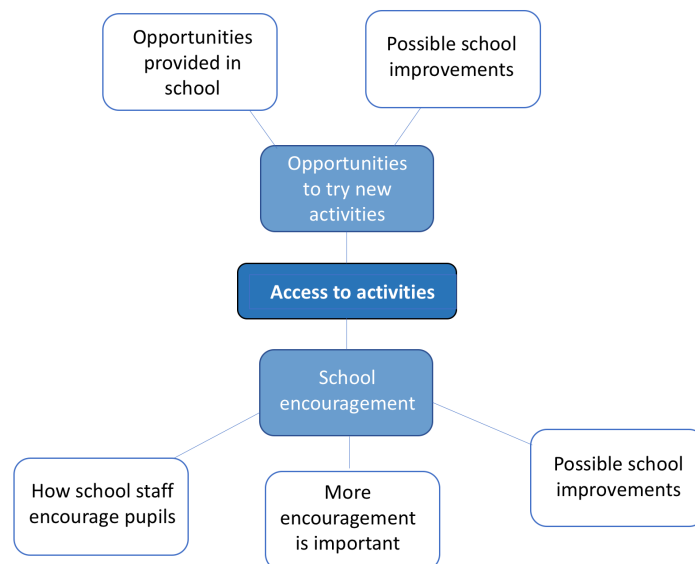 Opportunities
provided in
school
Possible school
improvements
Opportunities
to try new
activities
Access to activities
School
encouragement
How school staff
encourage pupils
More
encouragement
is important
Possible school
improvements